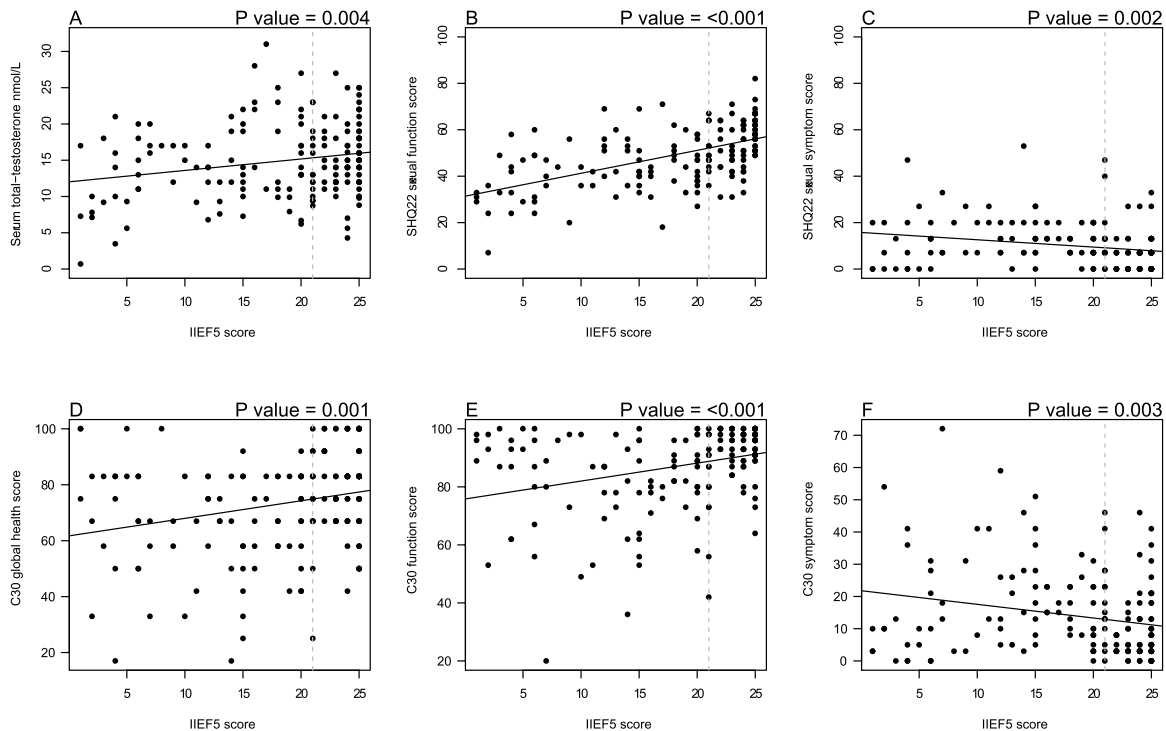 A P value = 0.004
B P value = <0.001
C P value = 0.002
Serum total-testosterone nmol/L
0 5 10 15 20 25 30
5 10 15 20 25
IIEF5 score
SHQ22 sexual function score
0 20 40 60 80 100
5 10 15 20 25
IIEF5 score
SHQ22 sexual symptom score
0 20 40 60 80 100
5 10 15 20 25
IIEF5 score
D P value = 0.001
E P value = <0.001
F P value = 0.003
C30 global health score
20 40 60 80 100
5 10 15 20 25
IIEF5 score
C30 function score
20 40 60 80 100
5 10 15 20 25
IIEF5 score
C30 symptom score
0 10 20 30 40 50 60 70
5 10 15 20 25
IIEF5 score